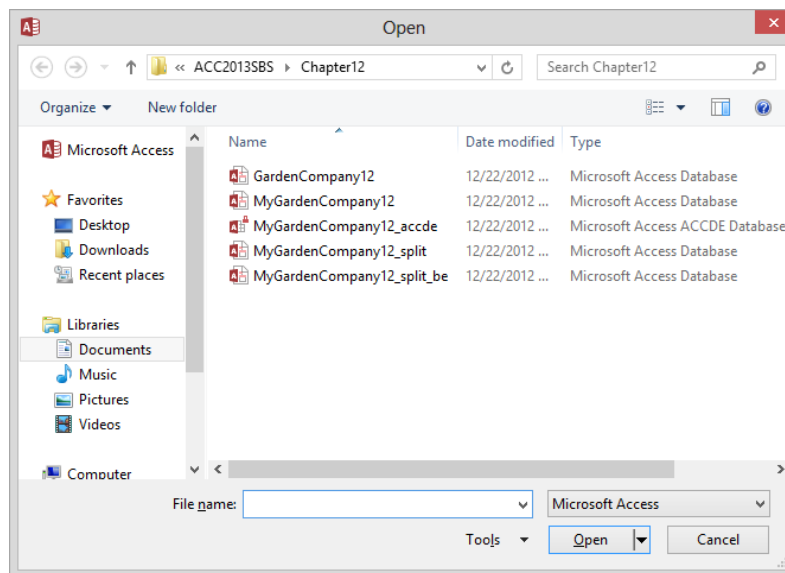 Open
« ACC2013SBS Chapter12 Search Chapter12
Organize New folder
Microsoft Access
Favorites
Desktop
Downloads
Recent places
Libraries
Documents
Music
Pictures
Videos
Computer
Name Date modified Type
GardenCompany12 12/22/2012 ... Microsoft Access Database
MyGardenCompany12 12/22/2012 ... Microsoft Access Database
MyGardenCompany12_accde 12/22/2012 ... Microsoft Access ACCDE Database
MyGardenCompany12_split 12/22/2012 ... Microsoft Access Database
MyGardenCompany12_split_be 12/22/2012 ... Microsoft Access Database
File name: Microsoft Access
Tools Open Cancel